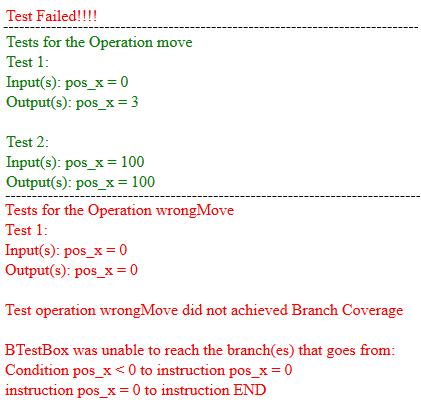 Test Failed!!!!
Tests for the Operation move
Test 1:
Input(s): pos_x = 0
Output(s): pos_x = 3
Test 2:
Input(s): pos_x = 100
Output(s): pos_x = 100
Tests for the Operation wrongMove
Test 1:
Input(s): pos_x = 0
Output(s): pos_x = 0
Test operation wrongMove did not achieved Branch Coverage
BTestBox was unable to reach the branch(es) that goes from:
Condition pos_x < 0 to instruction pos_x = 0
instruction pos_x = 0 to instruction END